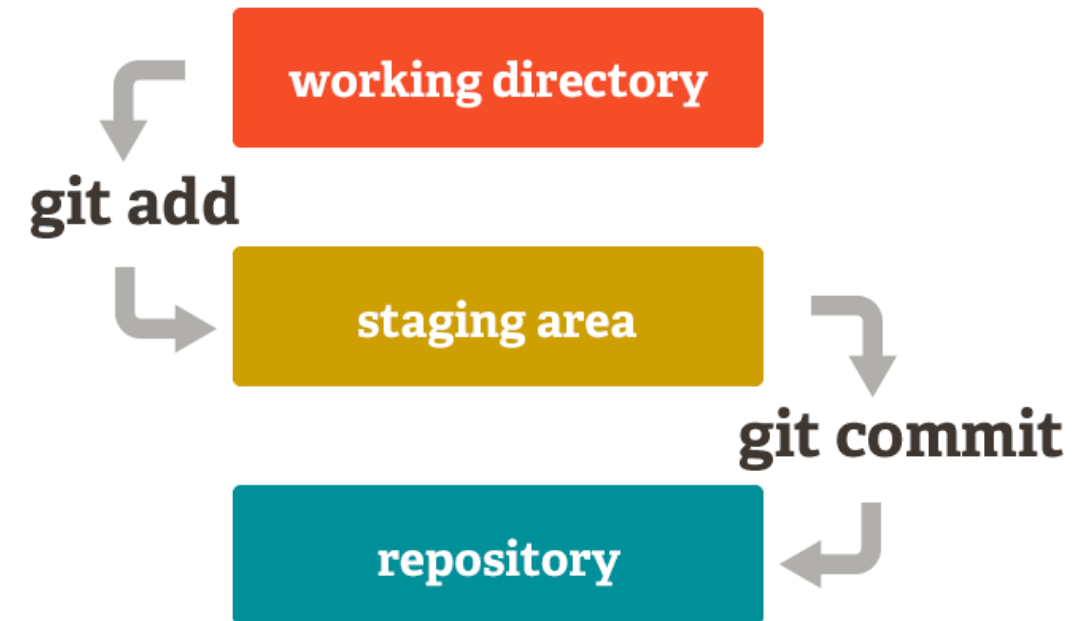 working directory
git add
staging area
git commit
repository